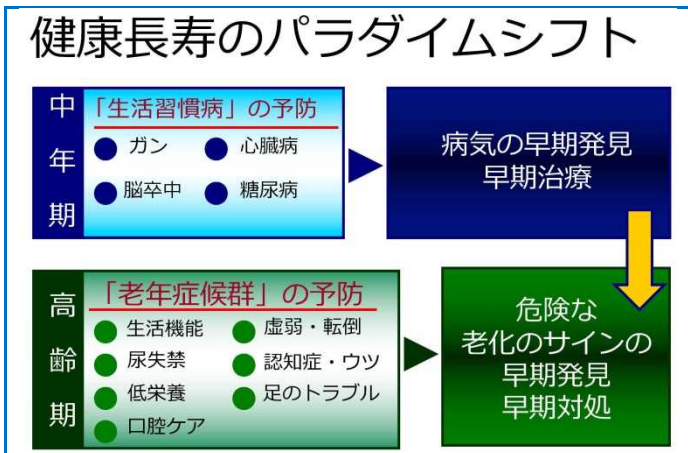 健康長寿のパラダイムシフト
中年期
「生活習慣病」の予防
● ガン ● 心臓病
● 脳卒中 ● 糖尿病
病気の早期発見
早期治療
高齢期
「老年症候群」の予防
● 生活機能 ● 虚弱・転倒
● 尿失禁 ● 認知症・ウツ
● 低栄養 ● 足のトラブル
● 口腔ケア
危険な
老化のサインの
早期発見
早期対処